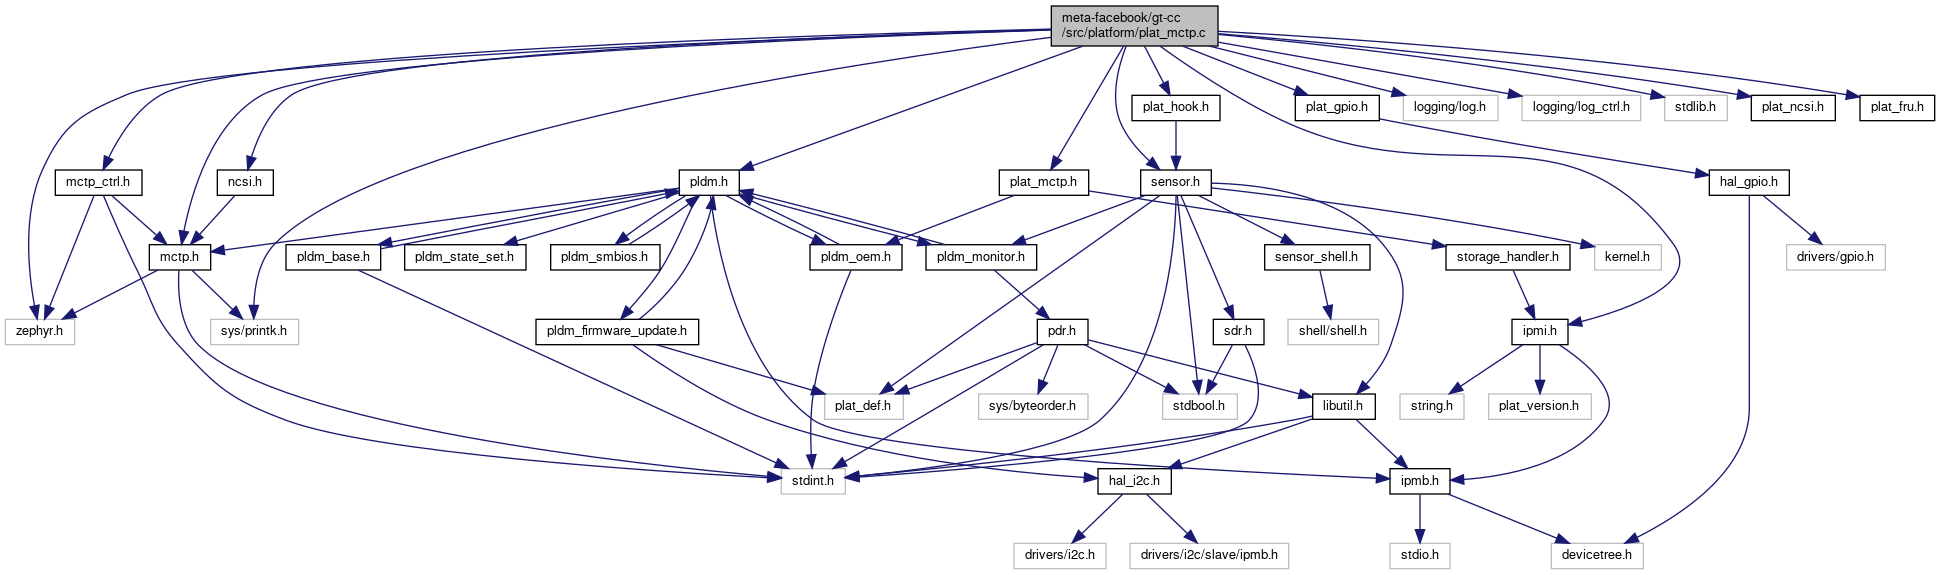 meta-facebook/gt-cc
/src/platform/plat_mctp.c
plat_hook.h
plat_gpio.h
logging/log.h
logging/log_ctrl.h
stdlib.h
plat_ncsi.h
plat_fru.h
mctp_ctrl.h
ncsi.h
pldm.h
plat_mctp.h
sensor.h
hal_gpio.h
mctp.h
pldm_base.h
pldm_state_set.h
pldm_smbios.h
pldm_oem.h
pldm_monitor.h
sensor_shell.h
storage_handler.h
kernel.h
drivers/gpio.h
zephyr.h
sys/printk.h
pldm_firmware_update.h
pdr.h
sdr.h
shell/shell.h
ipmi.h
plat_def.h
sys/byteorder.h
stdbool.h
libutil.h
string.h
plat_version.h
stdint.h
hal_i2c.h
ipmb.h
drivers/i2c.h
drivers/i2c/slave/ipmb.h
stdio.h
devicetree.h